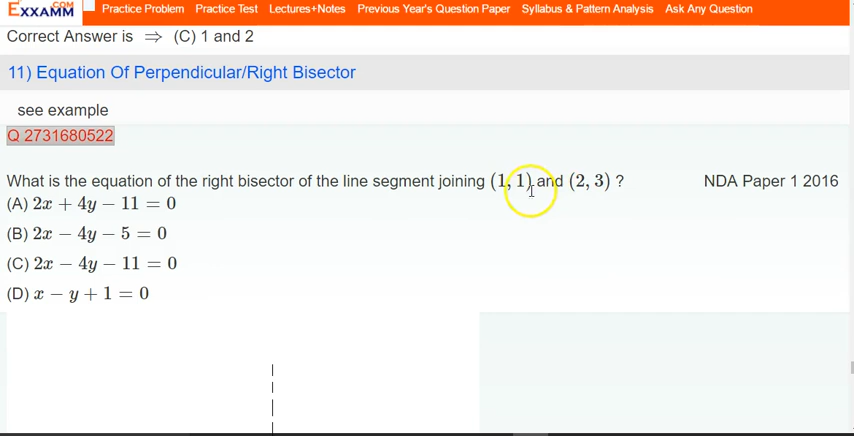 EXXAMM.COM Practice Problem Practice Test Lectures+Notes Previous Year's Question Paper Syllabus & Pattern Analysis Ask Any Question
Correct Answer is ⇒ (C) 1 and 2
11) Equation Of Perpendicular/Right Bisector
see example
Q 2731680522
What is the equation of the right bisector of the line segment joining (1, 1) and (2, 3) ? NDA Paper 1 2016
(A) 2x + 4y − 11 = 0
(B) 2x − 4y − 5 = 0
(C) 2x − 4y − 11 = 0
(D) x − y + 1 = 0